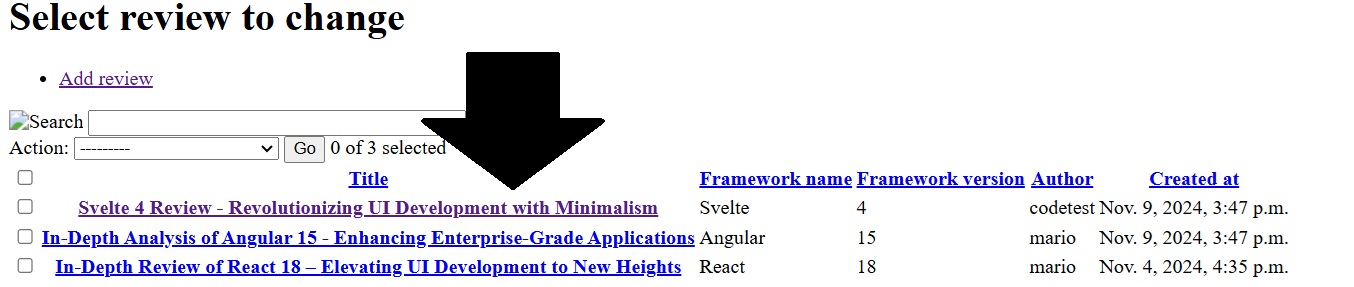 Select review to change
Add review
Search
Action: --------- Go 0 of 3 selected
Title Framework name Framework version Author Created at
Svelte 4 Review - Revolutionizing UI Development with Minimalism Svelte 4 codetest Nov. 9, 2024, 3:47 p.m.
In-Depth Analysis of Angular 15 - Enhancing Enterprise-Grade Applications Angular 15 mario Nov. 9, 2024, 3:47 p.m.
In-Depth Review of React 18 – Elevating UI Development to New Heights React 18 mario Nov. 4, 2024, 4:35 p.m.